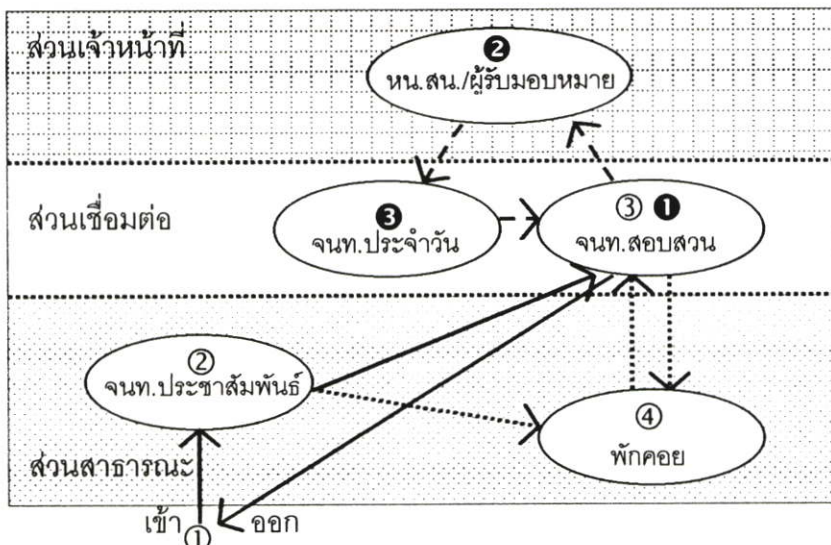 ส่วนเจ้าหน้าที่
❷
หน.สน./ผู้รับมอบหมาย
ส่วนเชื่อมต่อ
❸
จนท.ประจำวัน
③ ❶
จนท.สอบสวน
②
จนท.ประชาสัมพันธ์
④
พักคอย
ส่วนสาธารณะ
เข้า ① ออก